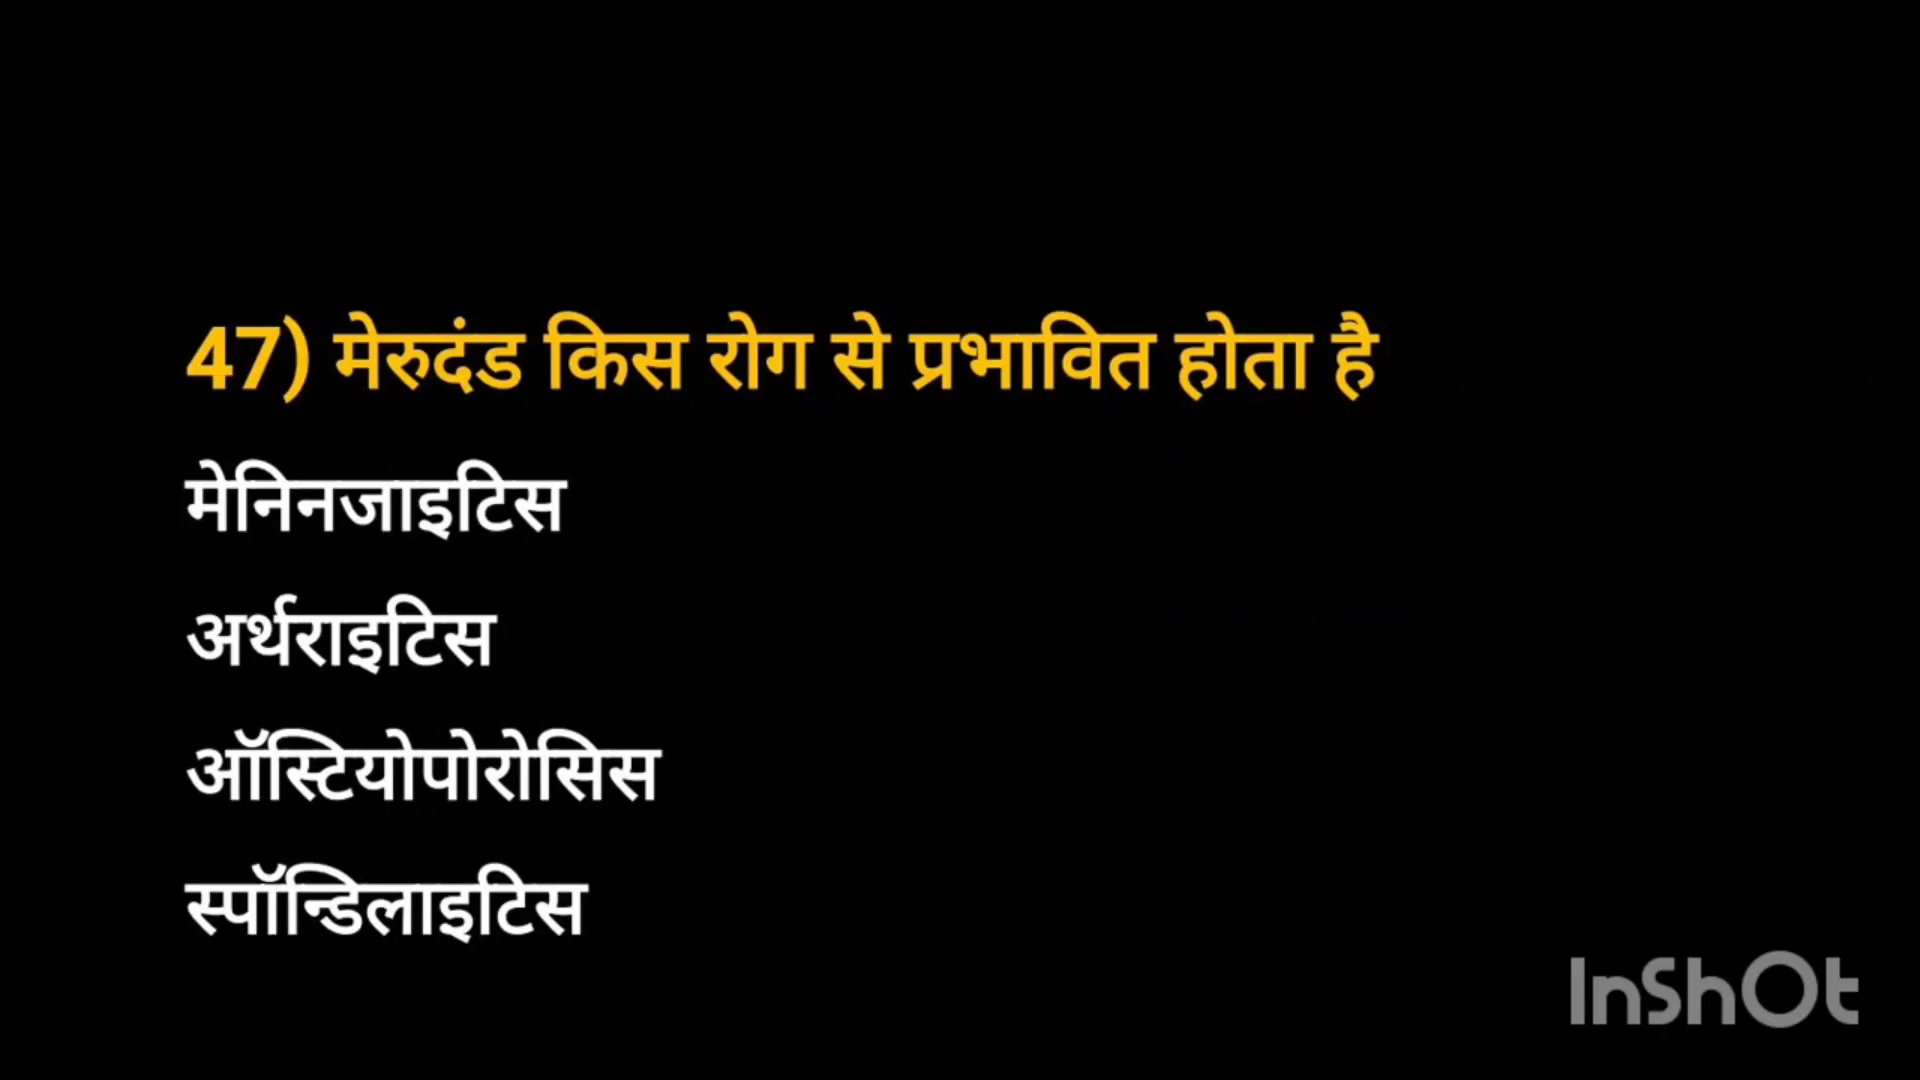 47) मेरुदंड किस रोग से प्रभावित होता है
मेनिनजाइटिस
अर्थराइटिस
ऑस्टियोपोरोसिस
स्पॉन्डिलाइटिस
InShOt